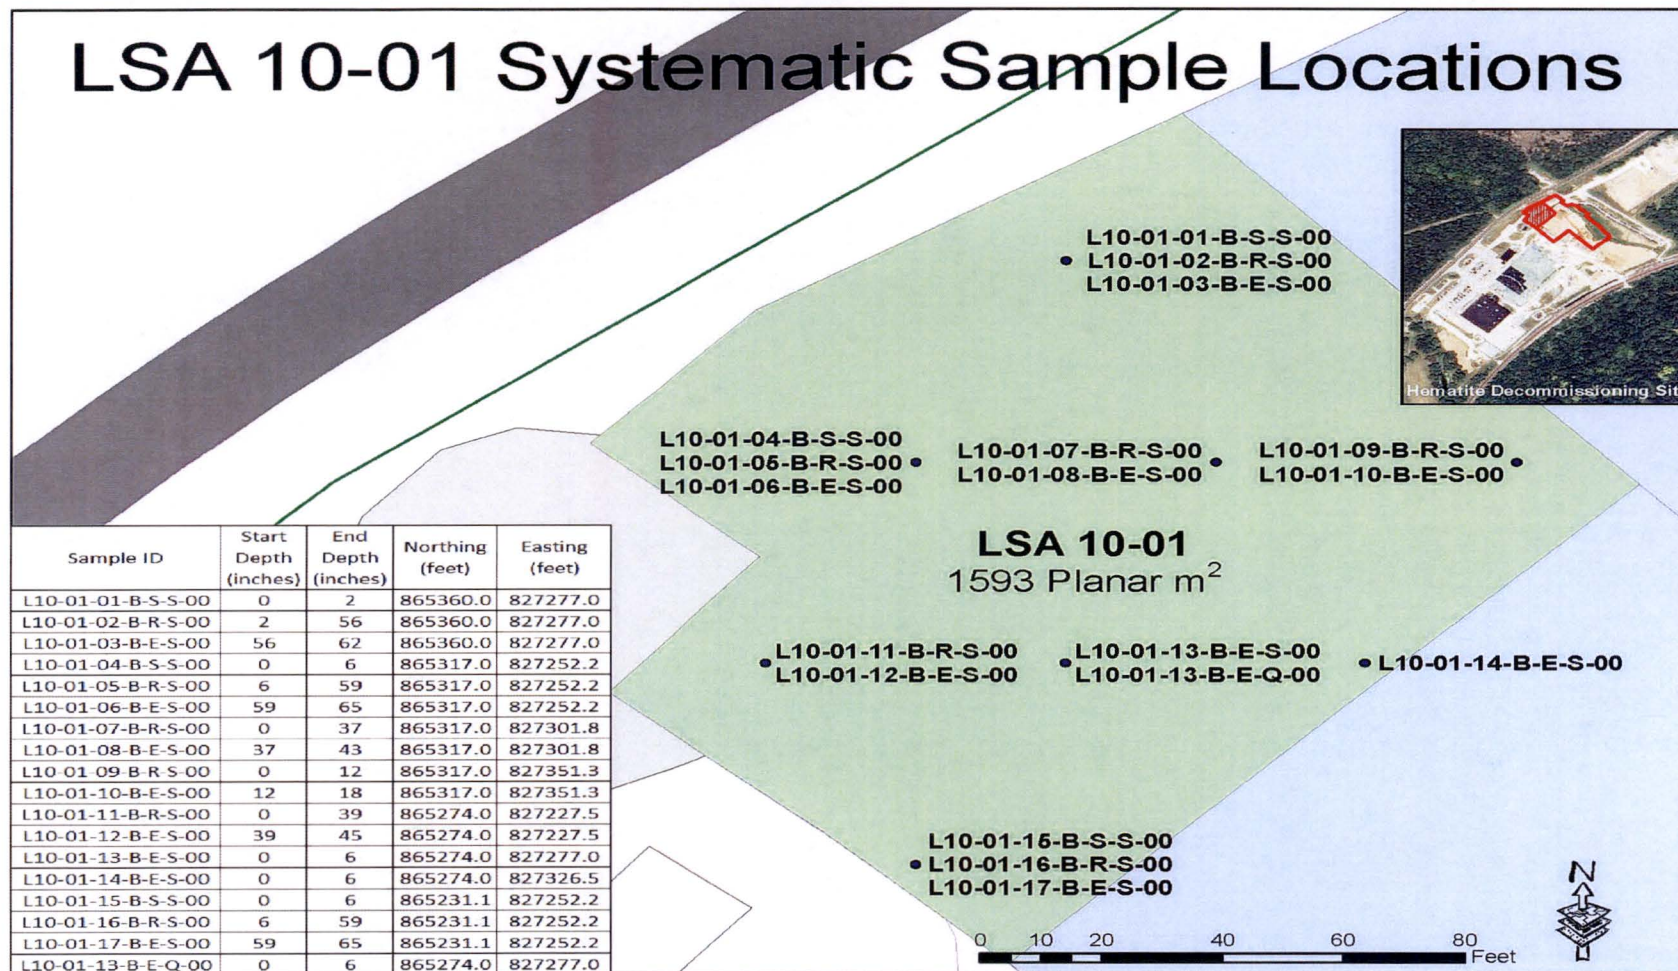 LSA 10-01 Systematic Sample Locations
L10-01-01-B-S-S-00
L10-01-02-B-R-S-00
L10-01-03-B-E-S-00
Hematite Decommissioning Sit
L10-01-04-B-S-S-00
L10-01-05-B-R-S-00
L10-01-06-B-E-S-00
L10-01-07-B-R-S-00
L10-01-08-B-E-S-00
L10-01-09-B-R-S-00
L10-01-10-B-E-S-00
LSA 10-01
1593 Planar m²
L10-01-11-B-R-S-00
L10-01-12-B-E-S-00
L10-01-13-B-E-S-00
L10-01-13-B-E-Q-00
L10-01-14-B-E-S-00
L10-01-15-B-S-S-00
L10-01-16-B-R-S-00
L10-01-17-B-E-S-00
N
0 10 20 40 60 80
Feet
Sample ID Start Depth (inches) End Depth (inches) Northing (feet) Easting (feet)
L10-01-01-B-S-S-00 0 2 865360.0 827277.0
L10-01-02-B-R-S-00 2 56 865360.0 827277.0
L10-01-03-B-E-S-00 56 62 865360.0 827277.0
L10-01-04-B-S-S-00 0 6 865317.0 827252.2
L10-01-05-B-R-S-00 6 59 865317.0 827252.2
L10-01-06-B-E-S-00 59 65 865317.0 827252.2
L10-01-07-B-R-S-00 0 37 865317.0 827301.8
L10-01-08-B-E-S-00 37 43 865317.0 827301.8
L10-01-09-B-R-S-00 0 12 865317.0 827351.3
L10-01-10-B-E-S-00 12 18 865317.0 827351.3
L10-01-11-B-R-S-00 0 39 865274.0 827227.5
L10-01-12-B-E-S-00 39 45 865274.0 827227.5
L10-01-13-B-E-S-00 0 6 865274.0 827277.0
L10-01-14-B-E-S-00 0 6 865274.0 827326.5
L10-01-15-B-S-S-00 0 6 865231.1 827252.2
L10-01-16-B-R-S-00 6 59 865231.1 827252.2
L10-01-17-B-E-S-00 59 65 865231.1 827252.2
L10-01-13-B-E-Q-00 0 6 865274.0 827277.0